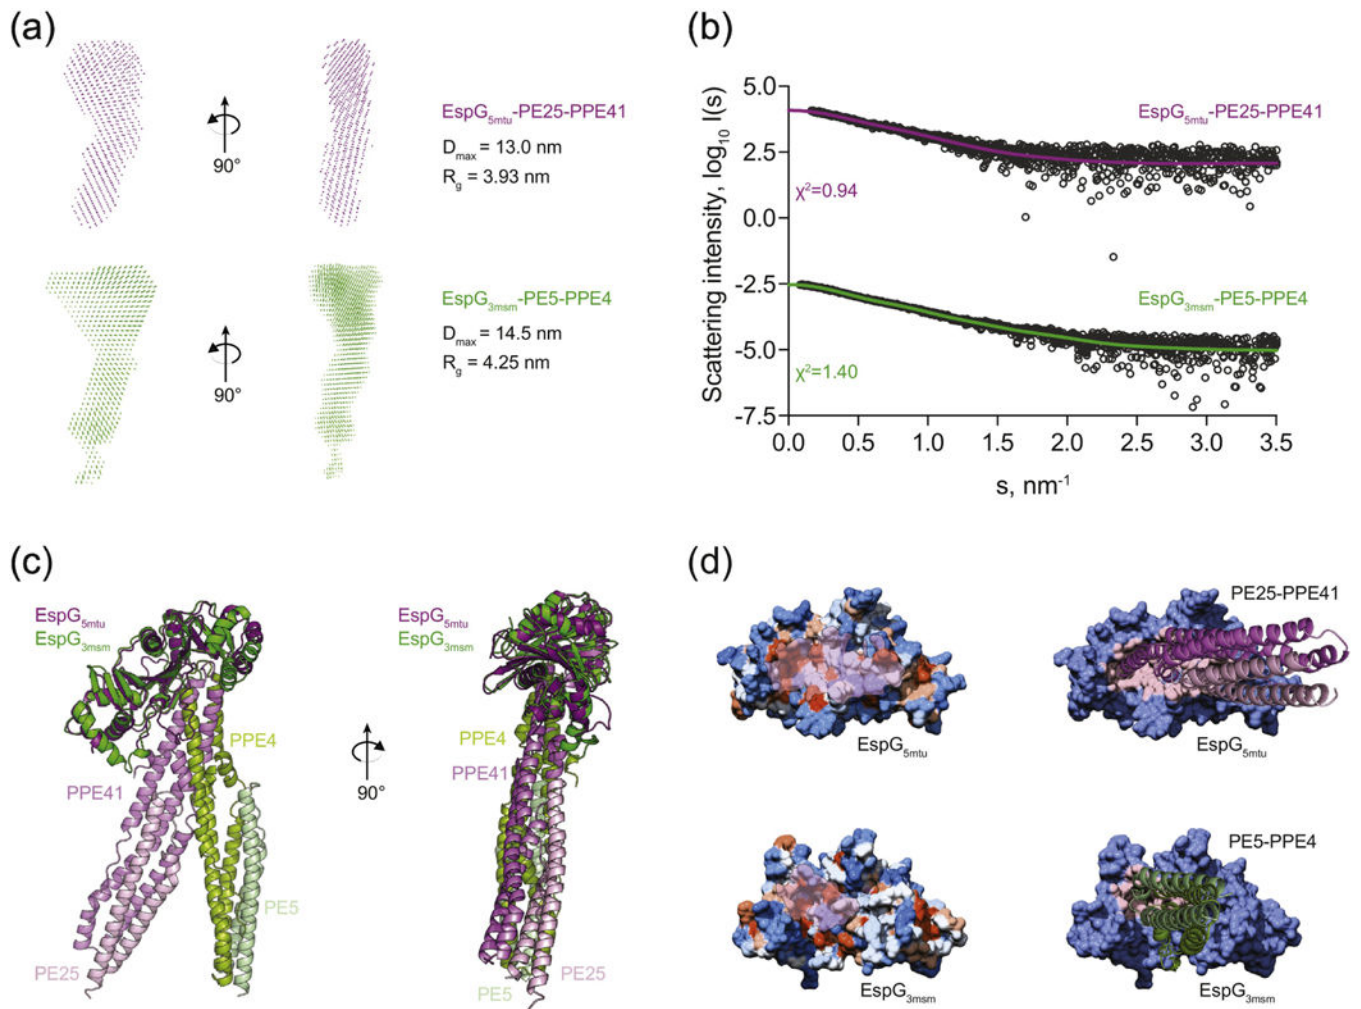 (a)
90°
EspG5mtu-PE25-PPE41
Dmax = 13.0 nm
Rg = 3.93 nm
90°
EspG3msm-PE5-PPE4
Dmax = 14.5 nm
Rg = 4.25 nm
(b)
Scattering intensity, log10 I(s)
5.0
2.5
0.0
-2.5
-5.0
-7.5
EspG5mtu-PE25-PPE41
χ²=0.94
EspG3msm-PE5-PPE4
χ²=1.40
0.0 0.5 1.0 1.5 2.0 2.5 3.0 3.5
s, nm-1
(c)
EspG5mtu
EspG3msm
PPE4
PPE41
PE5
PE25
90°
EspG5mtu
EspG3msm
PPE4
PPE41
PE5
PE25
(d)
EspG5mtu
PE25-PPE41
EspG5mtu
EspG3msm
PE5-PPE4
EspG3msm